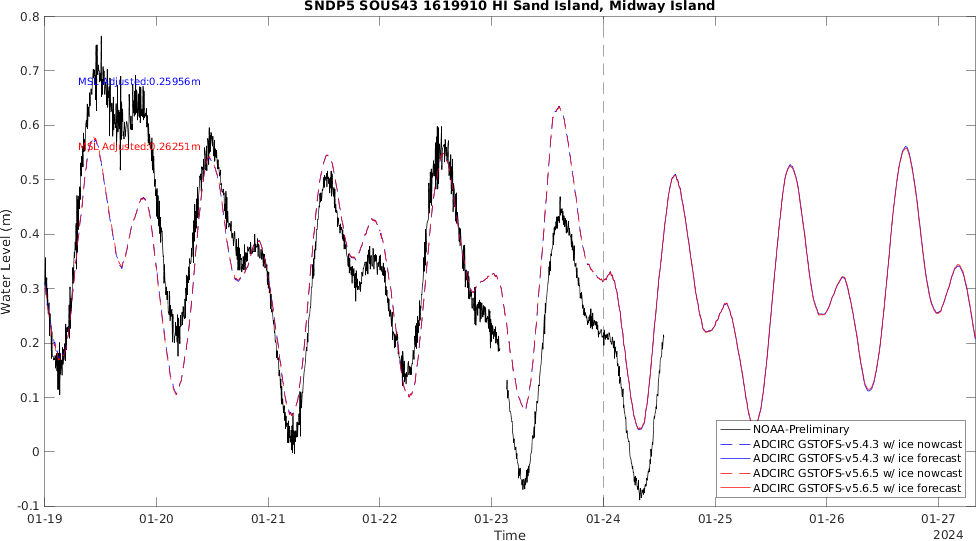 SNDP5 SOUS43 1619910 HI Sand Island, Midway Island
0.8
0.7
0.6
0.5
0.4
0.3
0.2
0.1
0
-0.1
Water Level (m)
MSL Adjusted:0.25956m
MSL Adjusted:0.26251m
NOAA-Preliminary
ADCIRC GSTOFS-v5.4.3 w/ ice nowcast
ADCIRC GSTOFS-v5.4.3 w/ ice forecast
ADCIRC GSTOFS-v5.6.5 w/ ice nowcast
ADCIRC GSTOFS-v5.6.5 w/ ice forecast
01-19 01-20 01-21 01-22 01-23 01-24 01-25 01-26 01-27
Time
2024